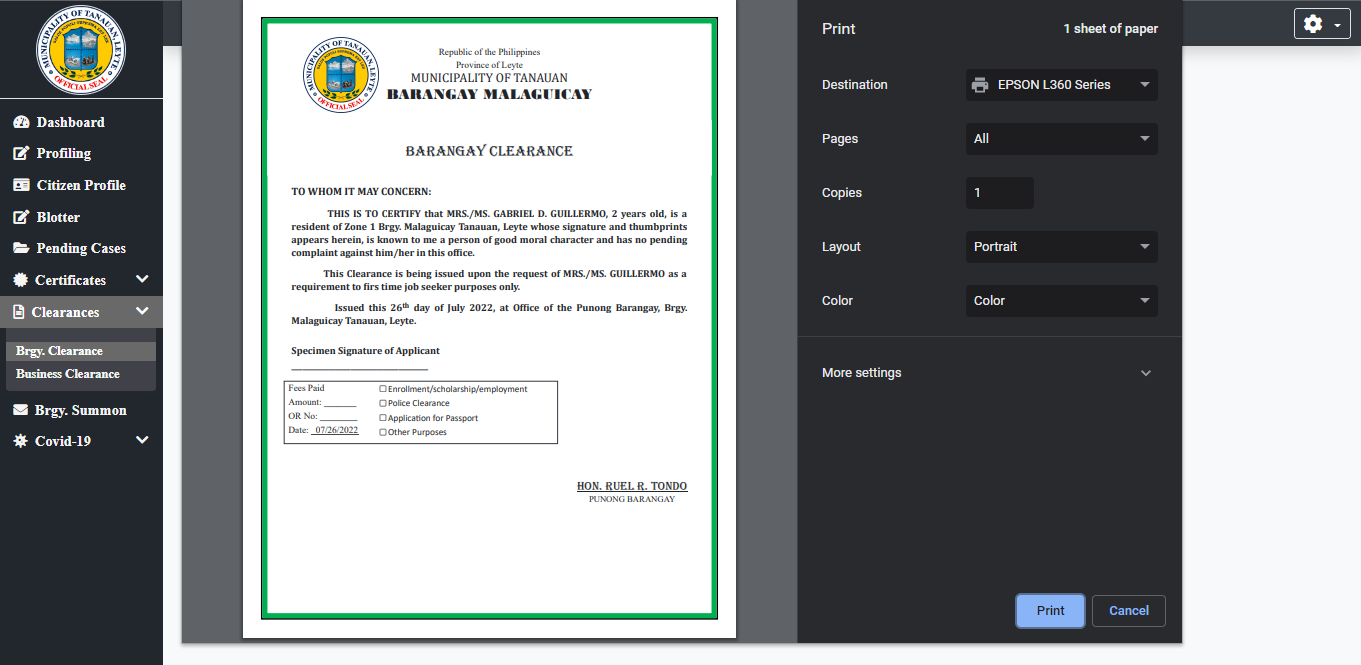 MUNICIPALITY OF TANAUAN, LEYTE
OFFICIAL SEAL
Dashboard
Profiling
Citizen Profile
Blotter
Pending Cases
Certificates
Clearances
Brgy. Clearance
Business Clearance
Brgy. Summon
Covid-19
MUNICIPALITY OF TANAUAN, LEYTE
OFFICIAL SEAL
Republic of the Philippines
Province of Leyte
MUNICIPALITY OF TANAUAN
BARANGAY MALAGUICAY
BARANGAY CLEARANCE
TO WHOM IT MAY CONCERN:
THIS IS TO CERTIFY that MRS./MS. GABRIEL D. GUILLERMO, 2 years old, is a
resident of Zone 1 Brgy. Malaguicay Tanauan, Leyte whose signature and thumbprints
appears herein, is known to me a person of good moral character and has no pending
complaint against him/her in this office.
This Clearance is being issued upon the request of MRS./MS. GUILLERMO as a
requirement to firs time job seeker purposes only.
Issued this 26th day of July 2022, at Office of the Punong Barangay, Brgy.
Malaguicay Tanauan, Leyte.
Specimen Signature of Applicant
Fees Paid
Amount: _______
OR No: ________
Date: 07/26/2022
Enrollment/scholarship/employment
Police Clearance
Application for Passport
Other Purposes
HON. RUEL R. TONDO
PUNONG BARANGAY
Print
1 sheet of paper
Destination
EPSON L360 Series
Pages
All
Copies
1
Layout
Portrait
Color
Color
More settings
Print
Cancel